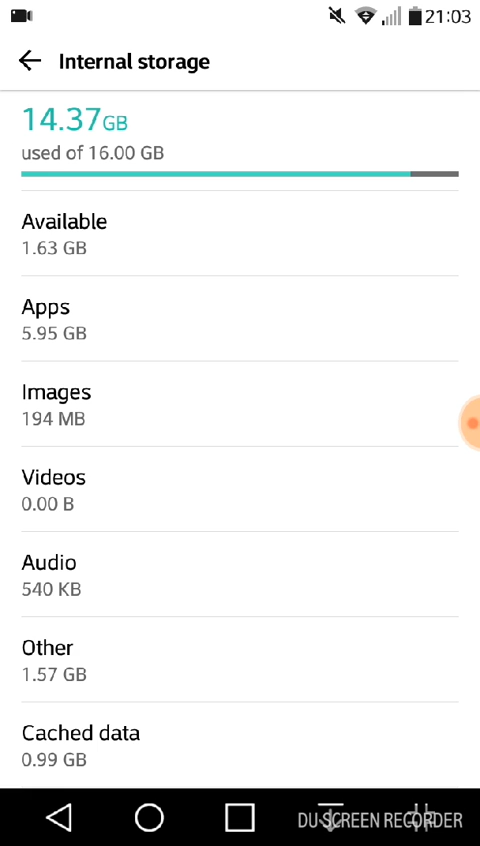 21:03
Internal storage
14.37GB
used of 16.00 GB
Available
1.63 GB
Apps
5.95 GB
Images
194 MB
Videos
0.00 B
Audio
540 KB
Other
1.57 GB
Cached data
0.99 GB
DU SCREEN RECORDER